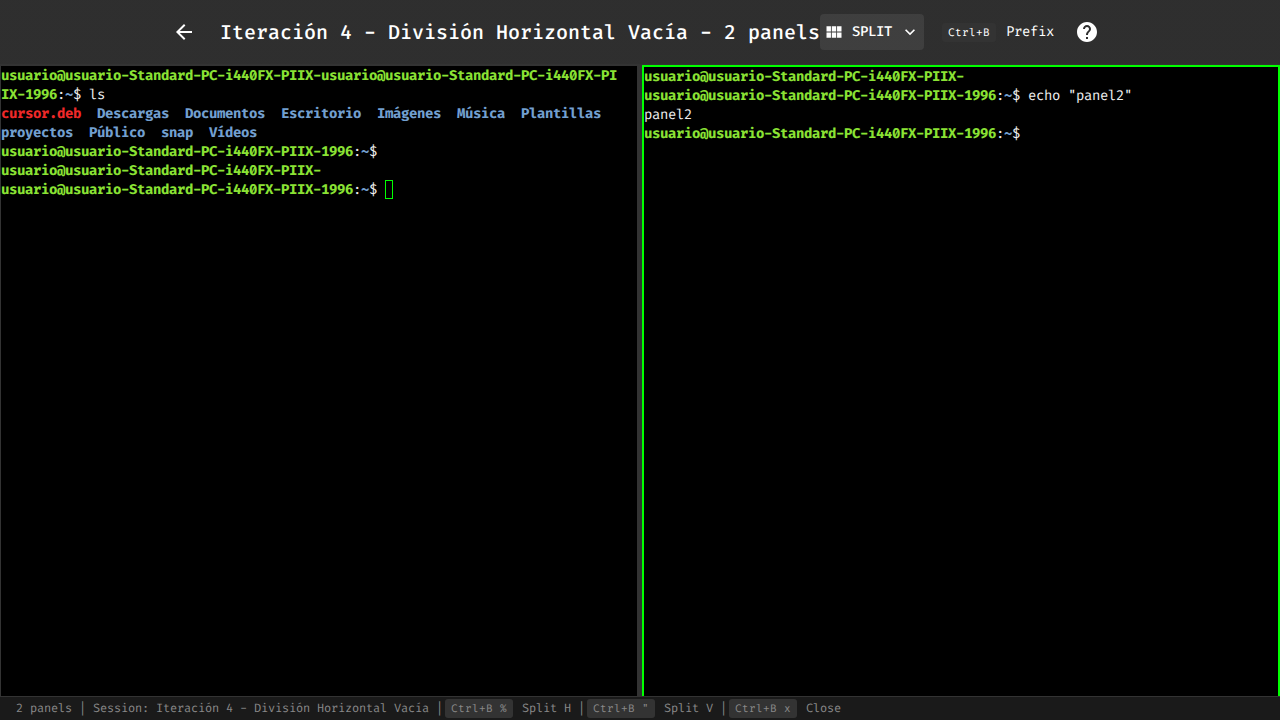 Iteración 4 - División Horizontal Vacía - 2 panels SPLIT Ctrl+B Prefix ?
usuario@usuario-Standard-PC-i440FX-PIIX-usuario@usuario-Standard-PC-i440FX-PI
IX-1996:~$ ls
cursor.deb Descargas Documentos Escritorio Imágenes Música Plantillas
proyectos Público snap Vídeos
usuario@usuario-Standard-PC-i440FX-PIIX-1996:~$
usuario@usuario-Standard-PC-i440FX-PIIX-
usuario@usuario-Standard-PC-i440FX-PIIX-1996:~$
usuario@usuario-Standard-PC-i440FX-PIIX-
usuario@usuario-Standard-PC-i440FX-PIIX-1996:~$ echo "panel2"
panel2
usuario@usuario-Standard-PC-i440FX-PIIX-1996:~$
2 panels | Session: Iteración 4 - División Horizontal Vacía | Ctrl+B % Split H | Ctrl+B " Split V | Ctrl+B x Close